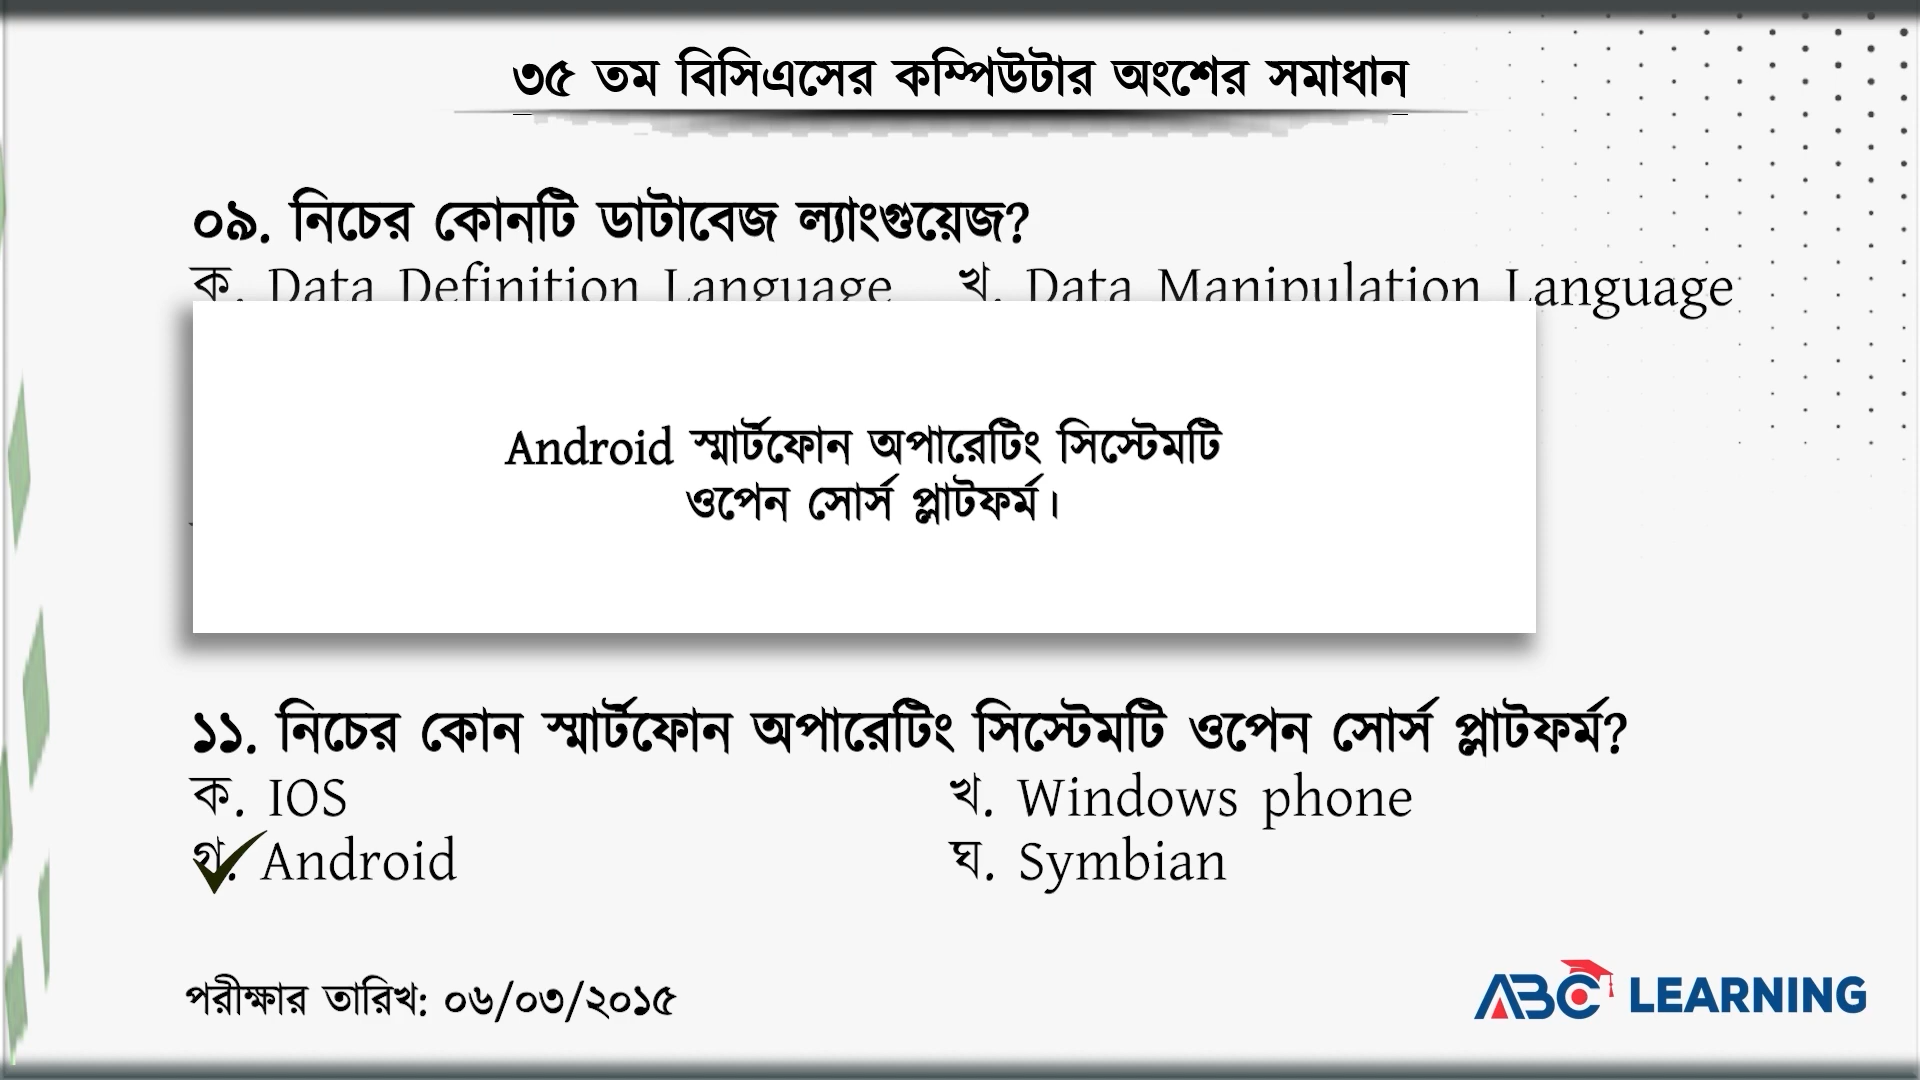 ৩৫ তম বিসিএসের কম্পিউটার অংশের সমাধান
০৯. নিচের কোনটি ডাটাবেজ ল্যাংগুয়েজ?
ক. Data Definition Language খ. Data Manipulation Language
Android স্মার্টফোন অপারেটিং সিস্টেমটি
ওপেন সোর্স প্লাটফর্ম।
১১. নিচের কোন স্মার্টফোন অপারেটিং সিস্টেমটি ওপেন সোর্স প্লাটফর্ম?
ক. IOS খ. Windows phone
গ. Android ঘ. Symbian
পরীক্ষার তারিখ: ০৬/০৩/২০১৫
ABC LEARNING